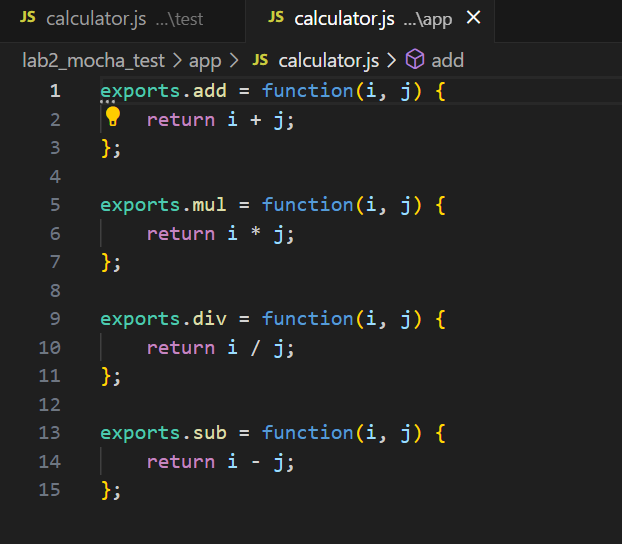 JS calculator.js ...\test JS calculator.js ...\app
lab2_mocha_test > app > JS calculator.js > add
1 exports.add = function(i, j) {
2 return i + j;
3 };
4
5 exports.mul = function(i, j) {
6 return i * j;
7 };
8
9 exports.div = function(i, j) {
10 return i / j;
11 };
12
13 exports.sub = function(i, j) {
14 return i - j;
15 };